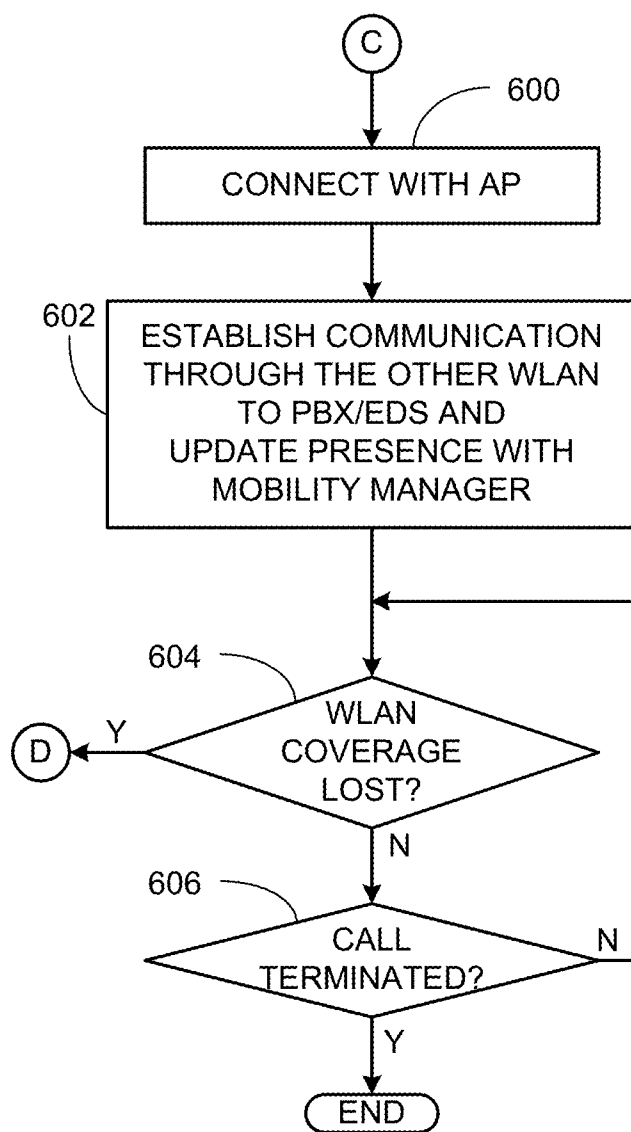 C
600
CONNECT WITH AP
602
ESTABLISH COMMUNICATION
THROUGH THE OTHER WLAN
TO PBX/EDS AND
UPDATE PRESENCE WITH
MOBILITY MANAGER
604
WLAN
COVERAGE
LOST?
Y
D
N
606
CALL
TERMINATED?
N
Y
END